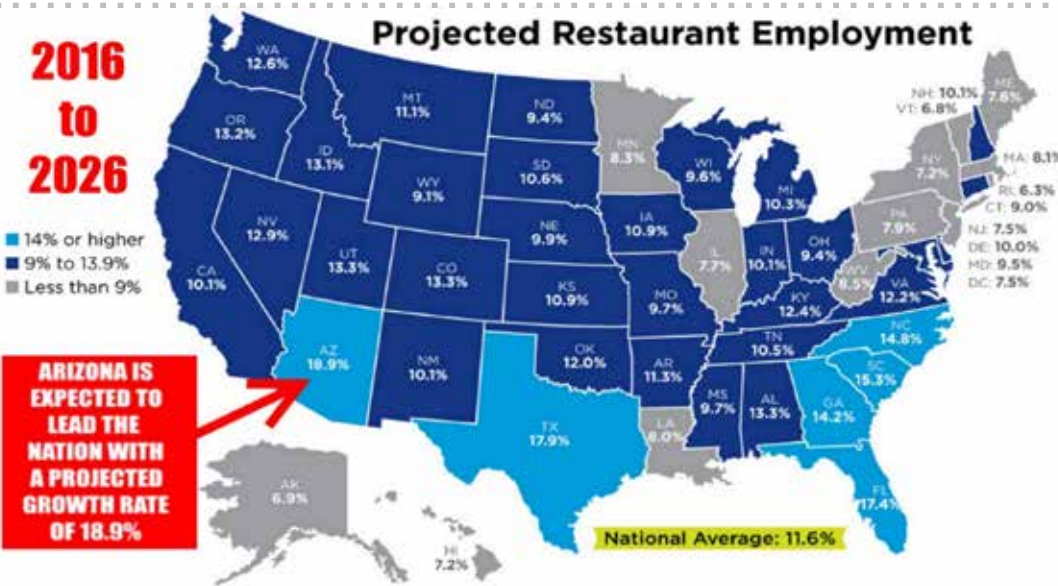 Projected Restaurant Employment
2016
to
2026
14% or higher
9% to 13.9%
Less than 9%
ARIZONA IS
EXPECTED TO
LEAD THE
NATION WITH
A PROJECTED
GROWTH RATE
OF 18.9%
WA
12.6%
OR
13.2%
CA
10.1%
NV
12.9%
ID
13.1%
MT
11.1%
WY
9.1%
UT
13.3%
CO
13.3%
AZ
18.9%
NM
10.1%
ND
9.4%
SD
10.6%
NE
9.9%
KS
10.9%
OK
12.0%
TX
17.9%
MN
8.3%
IA
10.9%
MO
9.7%
AR
11.3%
LA
8.0%
WI
9.6%
IL
7.7%
MI
10.3%
IN
10.1%
OH
9.4%
KY
12.4%
TN
10.5%
MS
9.7%
AL
13.3%
GA
14.2%
FL
17.4%
SC
15.3%
NC
14.8%
VA
12.2%
WV
8.5%
PA
7.9%
NY
7.2%
ME
7.6%
NH: 10.1%
VT: 6.8%
MA: 8.1%
RI: 6.3%
CT: 9.0%
NJ: 7.5%
DE: 10.0%
MD: 9.5%
DC: 7.5%
AK
6.9%
HI
7.2%
National Average: 11.6%